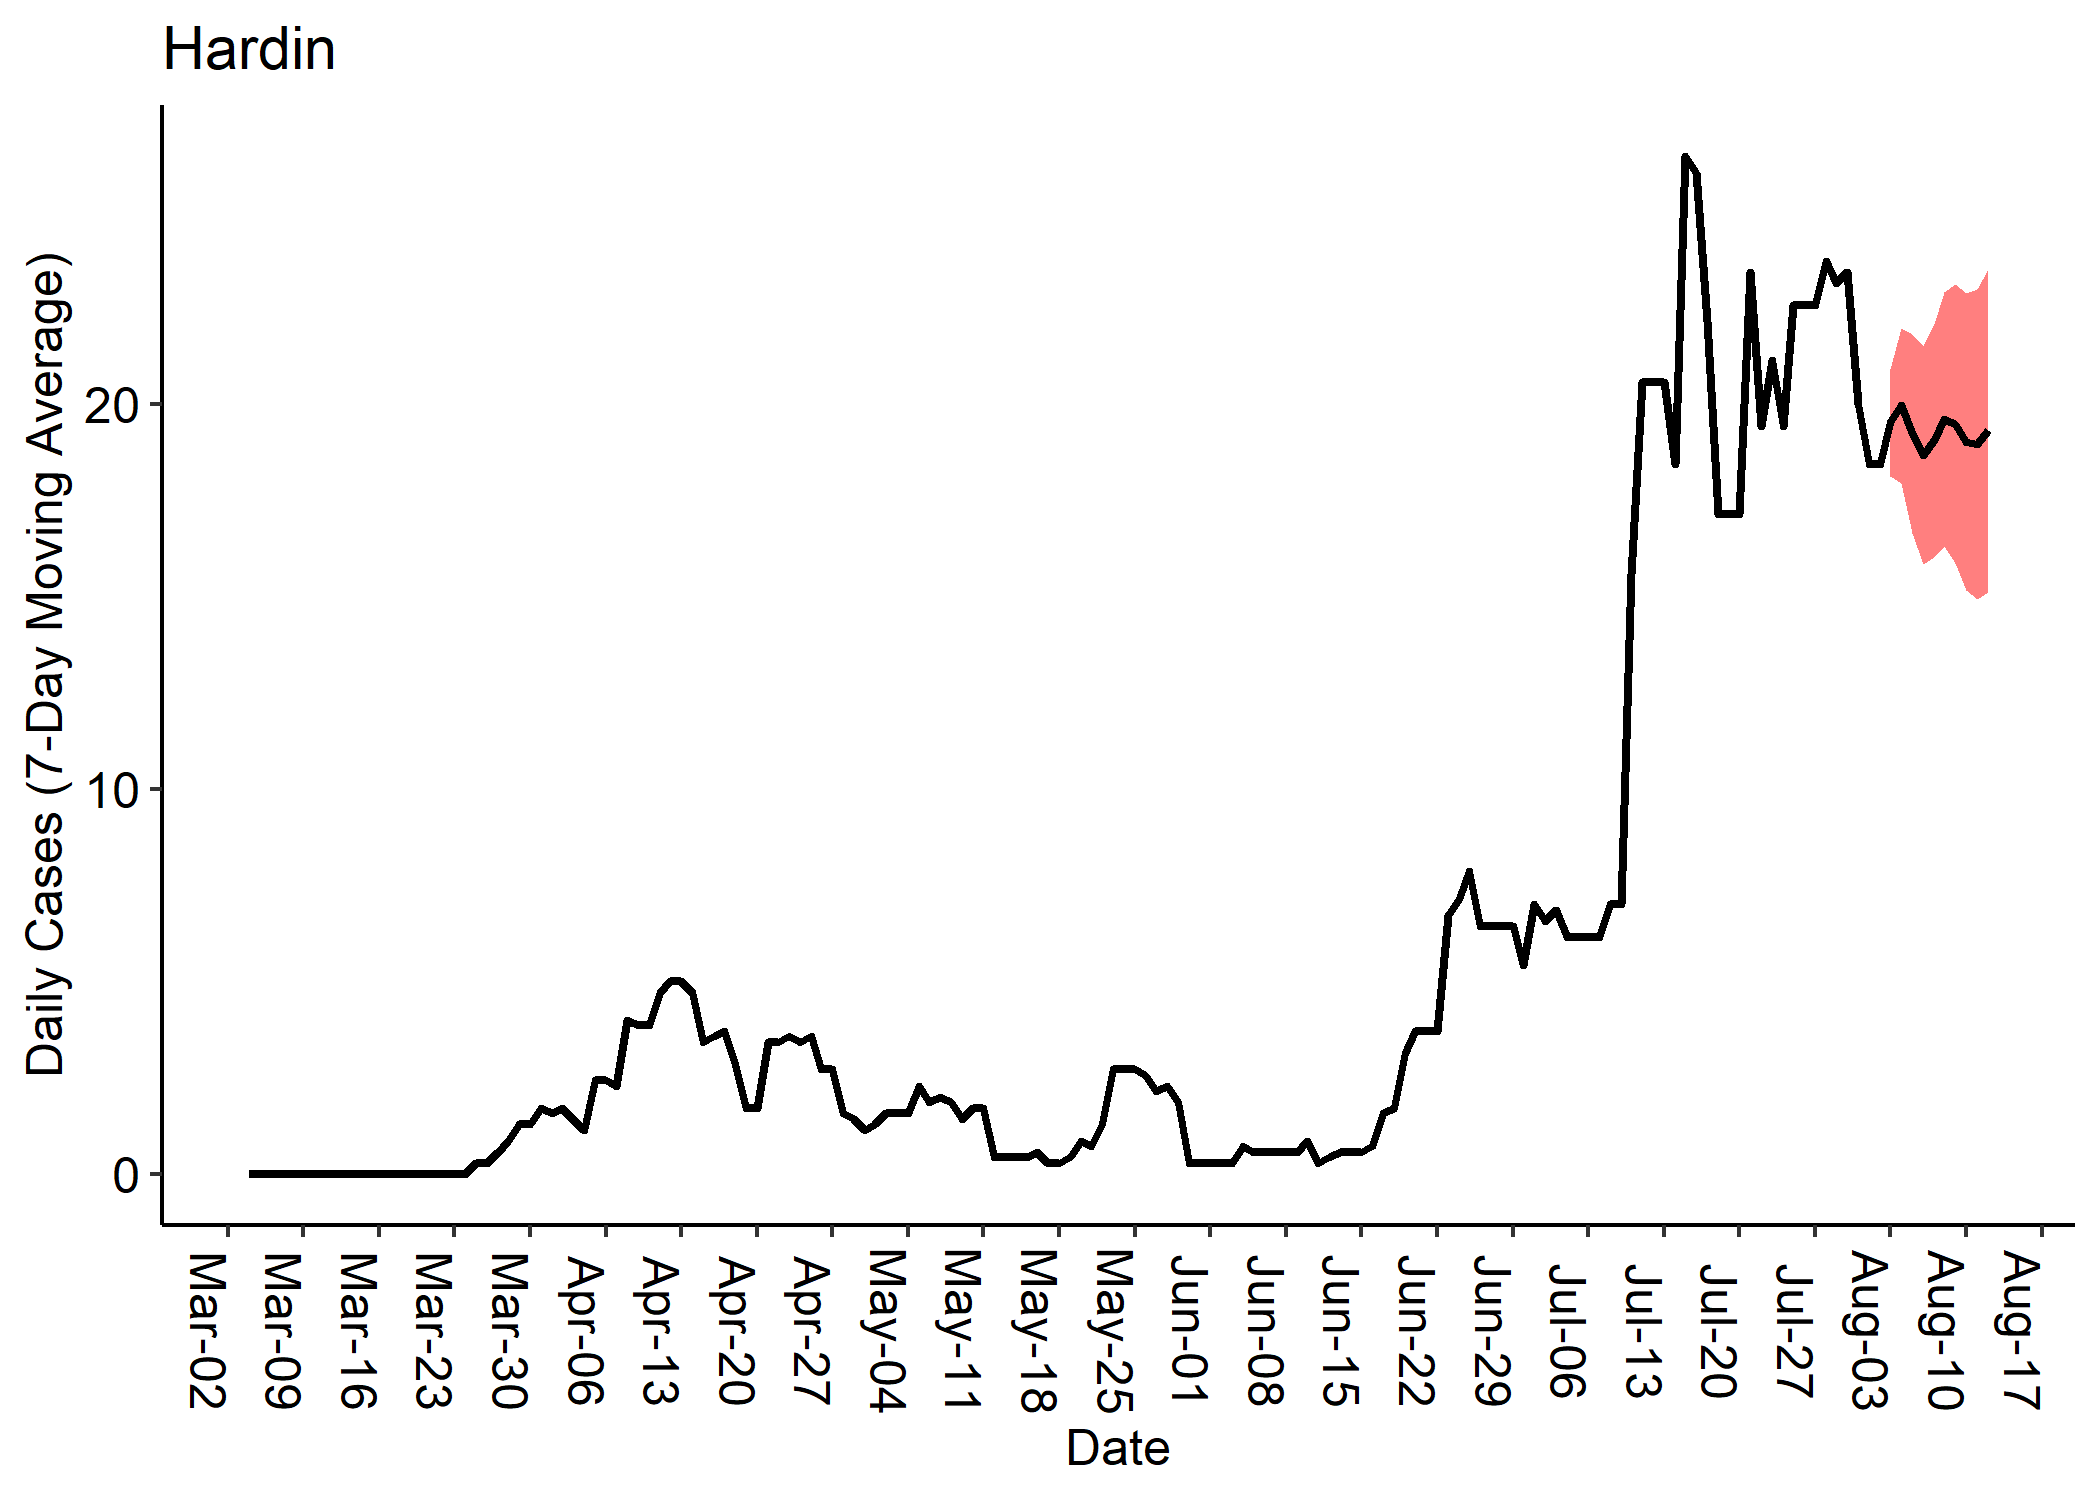 Hardin
Daily Cases (7-Day Moving Average)
20
10
0
Mar-02
Mar-09
Mar-16
Mar-23
Mar-30
Apr-06
Apr-13
Apr-20
Apr-27
May-04
May-11
May-18
May-25
Jun-01
Jun-08
Jun-15
Jun-22
Jun-29
Jul-06
Jul-13
Jul-20
Jul-27
Aug-03
Aug-10
Aug-17
Date